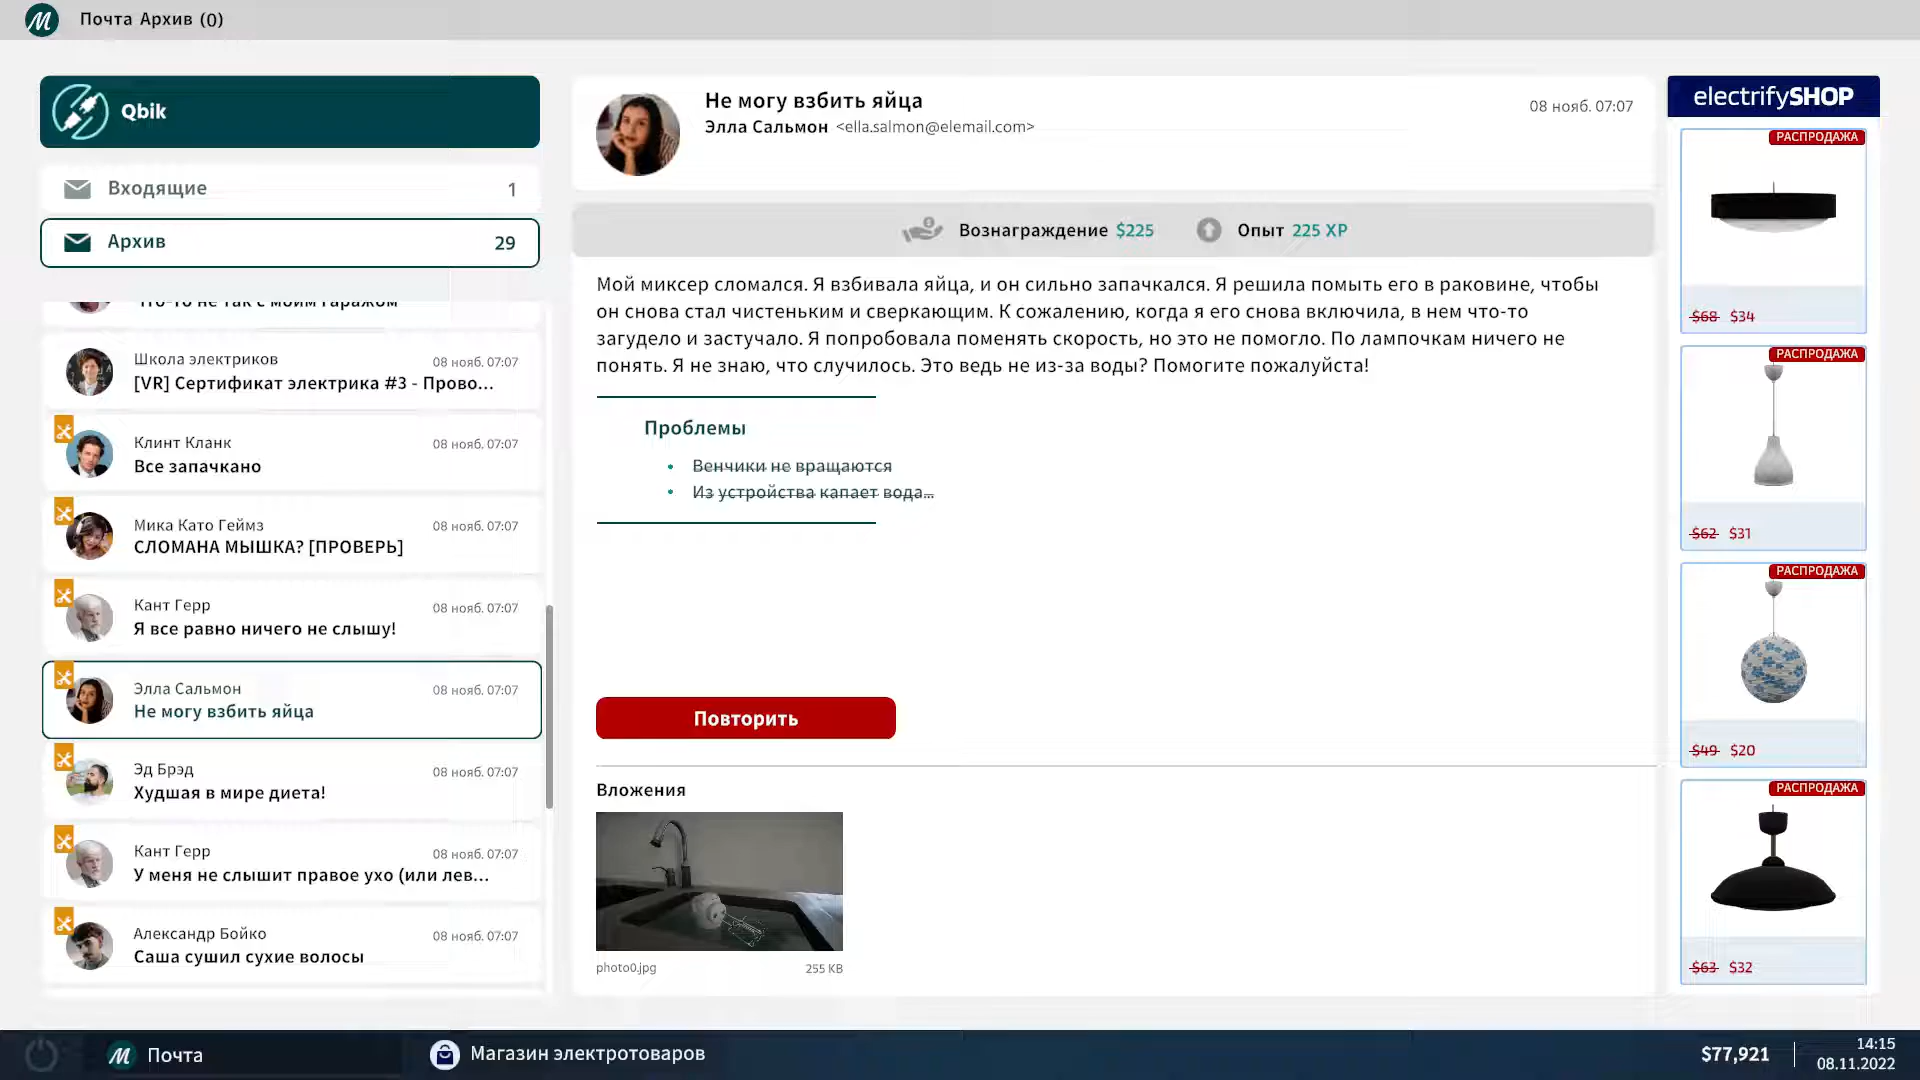 Почта Архив (0)
Qbik
Входящие 1
Архив 29
Что-то не так с моим гаражом
Школа электриков 08 нояб. 07:07
[VR] Сертификат электрика #3 - Прово...
Клинт Кланк 08 нояб. 07:07
Все запачкано
Мика Като Геймз 08 нояб. 07:07
СЛОМАНА МЫШКА? [ПРОВЕРЬ]
Кант Герр 08 нояб. 07:07
Я все равно ничего не слышу!
Элла Сальмон 08 нояб. 07:07
Не могу взбить яйца
Эд Брэд 08 нояб. 07:07
Худшая в мире диета!
Кант Герр 08 нояб. 07:07
У меня не слышит правое ухо (или лев...
Александр Бойко 08 нояб. 07:07
Саша сушил сухие волосы
Не могу взбить яйца
08 нояб. 07:07
Элла Сальмон <ella.salmon@elemail.com>
Вознаграждение $225 Опыт 225 XP
Мой миксер сломался. Я взбивала яйца, и он сильно запачкался. Я решила помыть его в раковине, чтобы
он снова стал чистеньким и сверкающим. К сожалению, когда я его снова включила, в нем что-то
загудело и застучало. Я попробовала поменять скорость, но это не помогло. По лампочкам ничего не
понять. Я не знаю, что случилось. Это ведь не из-за воды? Помогите пожалуйста!
Проблемы
• Венчики не вращаются
• Из устройства капает вода...
Повторить
Вложения
photo0.jpg 255 KB
electrifySHOP
РАСПРОДАЖА
$68 $34
РАСПРОДАЖА
$62 $31
РАСПРОДАЖА
$49 $20
РАСПРОДАЖА
$63 $32
Почта
Магазин электротоваров
$77,921
14:15
08.11.2022